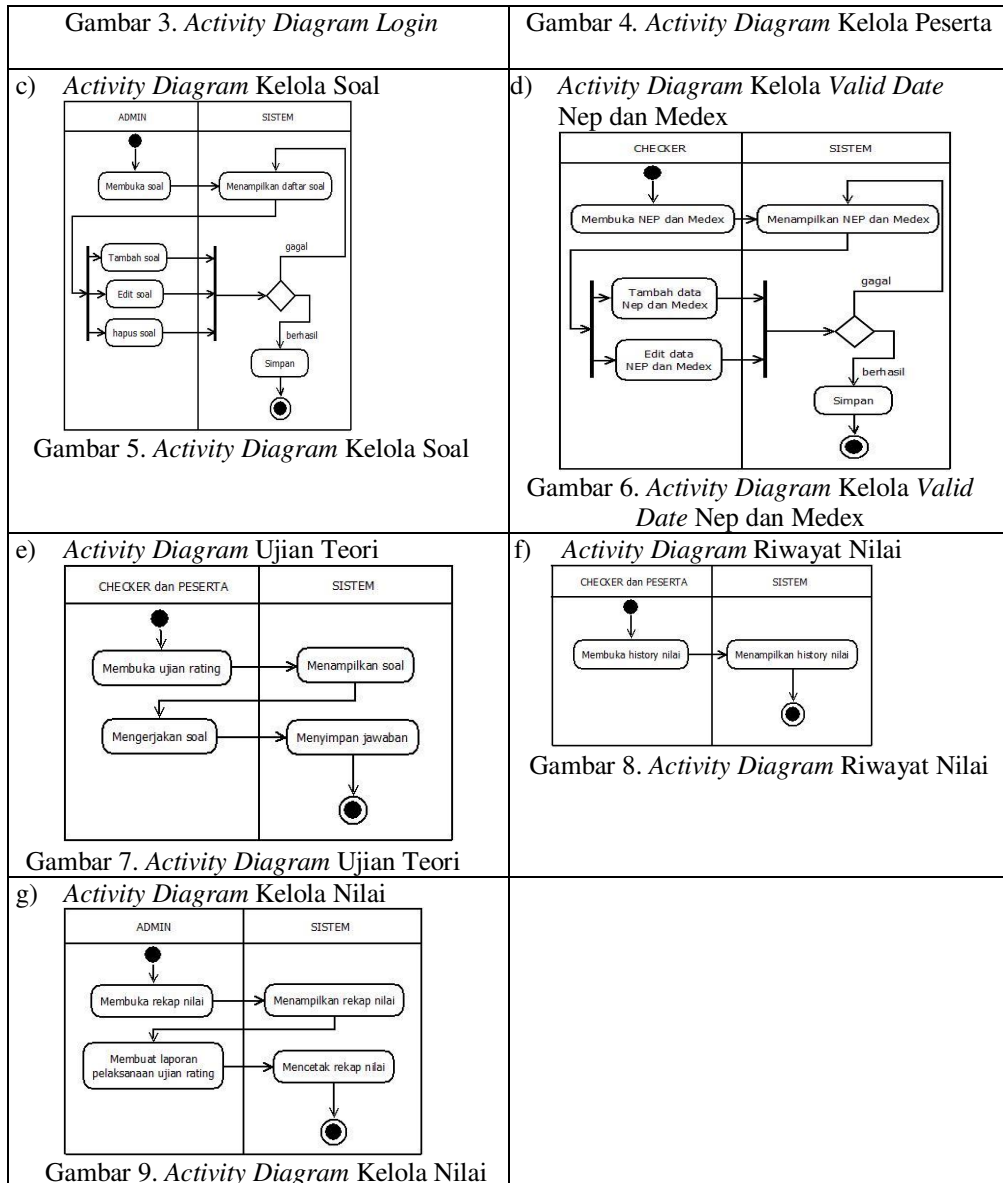 Gambar 3. Activity Diagram Login
Gambar 4. Activity Diagram Kelola Peserta
c) Activity Diagram Kelola Soal
ADMIN
SISTEM
Membuka soal
Menampilkan daftar soal
gagal
Tambah soal
Edit soal
hapus soal
berhasil
Simpan
Gambar 5. Activity Diagram Kelola Soal
d) Activity Diagram Kelola Valid Date
Nep dan Medex
CHECKER
SISTEM
Membuka NEP dan Medex
Menampilkan NEP dan Medex
gagal
Tambah data
Nep dan Medex
Edit data
NEP dan Medex
berhasil
Simpan
Gambar 6. Activity Diagram Kelola Valid
Date Nep dan Medex
e) Activity Diagram Ujian Teori
CHECKER dan PESERTA
SISTEM
Membuka ujian rating
Menampilkan soal
Mengerjakan soal
Menyimpan jawaban
Gambar 7. Activity Diagram Ujian Teori
f) Activity Diagram Riwayat Nilai
CHECKER dan PESERTA
SISTEM
Membuka history nilai
Menampilkan history nilai
Gambar 8. Activity Diagram Riwayat Nilai
g) Activity Diagram Kelola Nilai
ADMIN
SISTEM
Membuka rekap nilai
Menampilkan rekap nilai
Membuat laporan
pelaksanaan ujian rating
Mencetak rekap nilai
Gambar 9. Activity Diagram Kelola Nilai